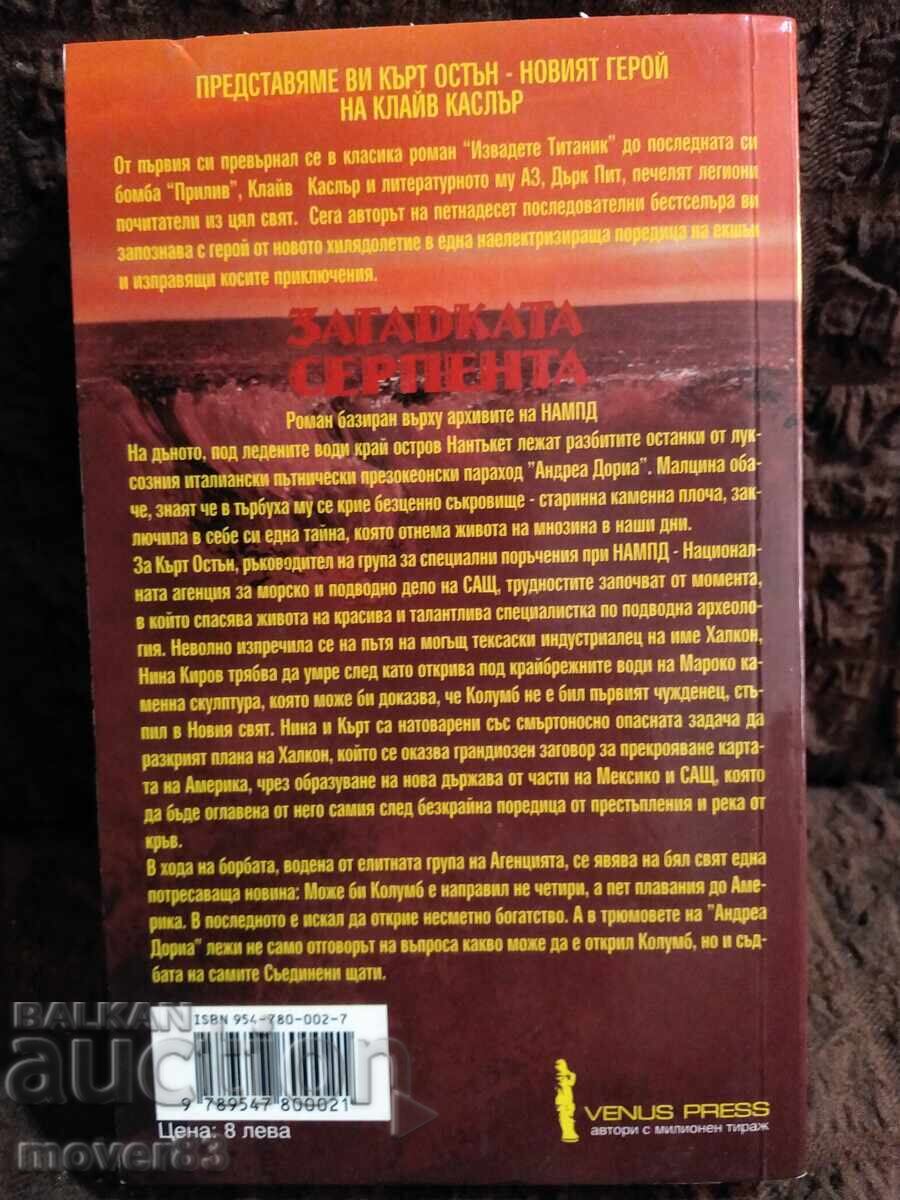 ПРЕДСТАВЯМЕ ВИ КЪРТ ОСТЪН - НОВИЯТ ГЕРОЙ
НА КЛАЙВ КАСЛЪР
От първия си превърнал се в класика роман "Извадете Титаник" до последната си
бомба "Прилив", Клайв Каслър и литературното му АЗ, Дърк Пит, печелят легиони
почитатели из цял свят. Сега авторът на петнадесет последователни бестселъра ви
запознава с герой от новото хилядолетие в една наелектризираща поредица на екшън
и изправящи косите приключения.
ЗАГАДКАТА
СЕРПЕНТА
Роман базиран върху архивите на НАМПД
На дъното, под ледените води край остров Нантъкет лежат разбитите останки от лук-
созния италиански пътнически презокеонски параход "Андреа Дориа". Малцина оба-
че, знаят че в търбуха му се крие безценно съкровище - старинна каменна плоча, зак-
лючила в себе си една тайна, която отнема живота на мнозина в наши дни.
За Кърт Остън, ръководител на група за специални поръчения при НАМПД - Национал-
ната агенция за морско и подводно дело на САЩ, трудностите започват от момента,
в който спасява живота на красива и талантлива специалистка по подводна археоло-
гия. Неволно изпречила се на пътя на могъщ тексаски индустриалец на име Халкон,
Нина Киров трябва да умре след като открива под крайбрежните води на Мароко ка-
менна скулптура, която може би доказва, че Колумб не е бил първият чужденец, стъ-
пил в Новия свят. Нина и Кърт са натоварени със смъртоносно опасната задача да
разкрият плана на Халкон, който се оказва грандиозен заговор за прекрояване карта-
та на Америка, чрез образуване на нова държава от части на Мексико и САЩ, която
да бъде оглавена от него самия след безкрайна поредица от престъпления и река от
кръв.
В хода на борбата, водена от елитната група на Агенцията, се явява на бял свят една
потресаваща новина: Може би Колумб е направил не четири, а пет плавания до Аме-
рика. В последното е искал да открие несметно богатство. А в трюмовете на "Андреа
Дориа" лежи не само отговорът на въпроса какво може да е открил Колумб, но и съд-
бата на самите Съединени щати.
ISBN 954-780-002-7
9 789547 800021
Цена: 8 лева
VENUS PRESS
автори с милионен тираж
BALKAN
auction
mover83